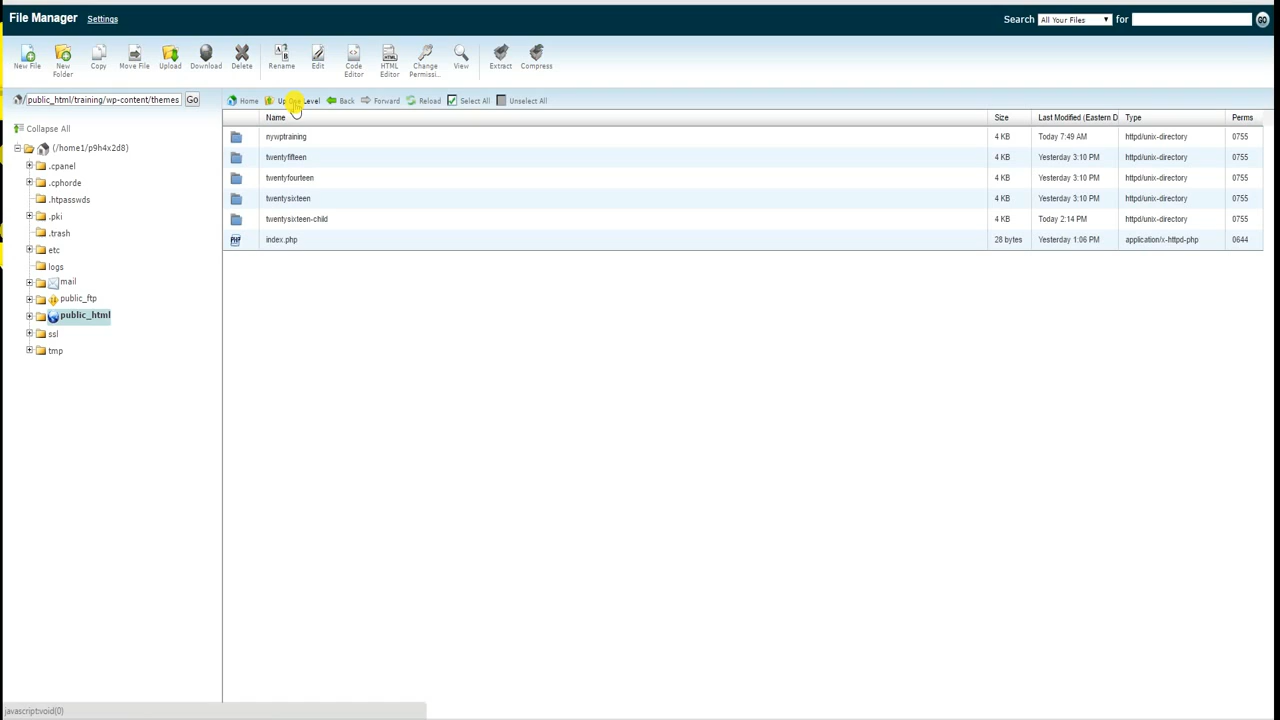 File Manager Settings Search All Your Files for GO
New File New Folder Copy Move File Upload Download Delete Rename Edit Code Editor HTML Editor Change Permissi... View Extract Compress
/ public_html/training/wp-content/themes Go
Home Up One Level Back Forward Reload Select All Unselect All
Name Size Last Modified (Eastern D Type Perms
Collapse All
(/home1/p9h4x2d8)
.cpanel
.cphorde
.htpasswds
.pki
.trash
etc
logs
mail
public_ftp
public_html
ssl
tmp
nywptraining 4 KB Today 7:49 AM httpd/unix-directory 0755
twentyfifteen 4 KB Yesterday 3:10 PM httpd/unix-directory 0755
twentyfourteen 4 KB Yesterday 3:10 PM httpd/unix-directory 0755
twentysixteen 4 KB Yesterday 3:10 PM httpd/unix-directory 0755
twentysixteen-child 4 KB Today 2:14 PM httpd/unix-directory 0755
PHP index.php 28 bytes Yesterday 1:06 PM application/x-httpd-php 0644
javascript:void(0)